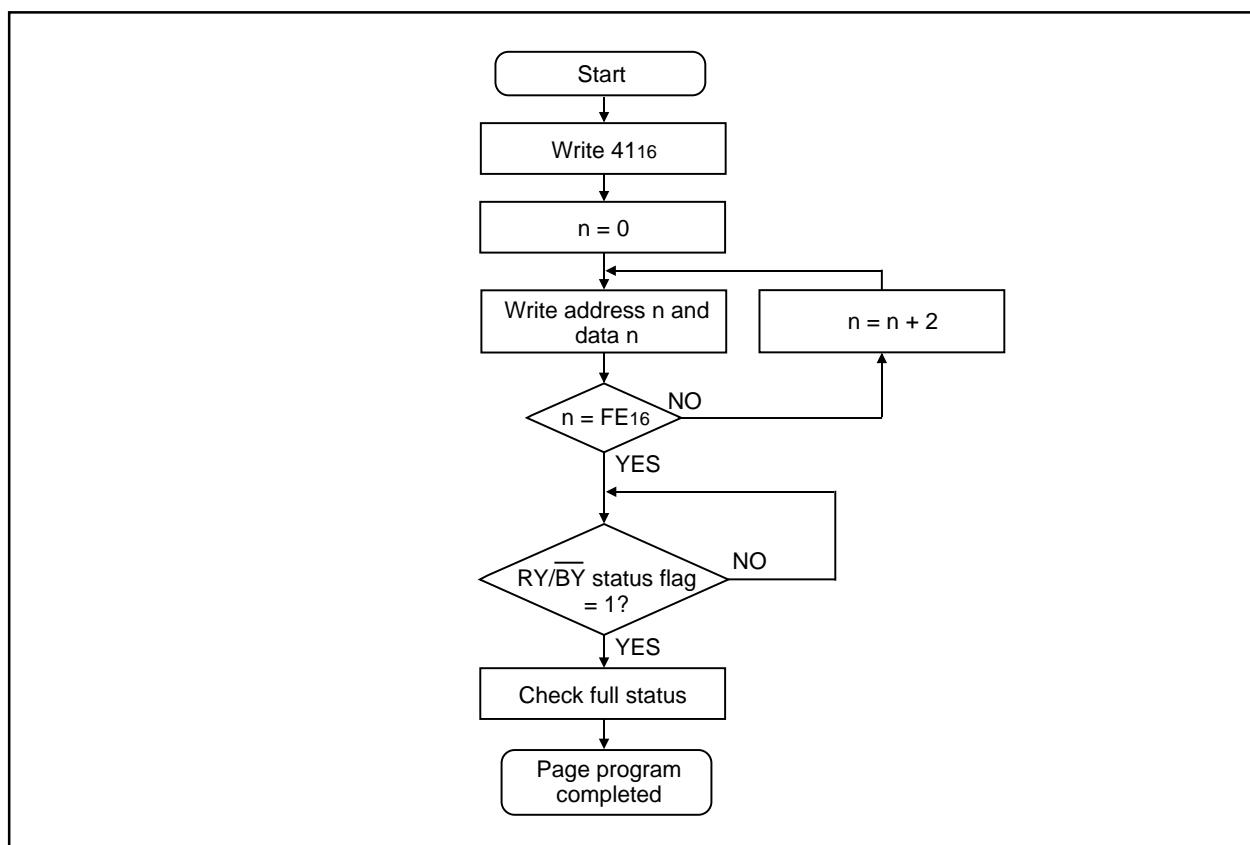 Start
Write 4116
n = 0
Write address n and
data n
n = n + 2
n = FE16
NO
YES
RY/B̅Y̅ status flag
= 1?
NO
YES
Check full status
Page program
completed